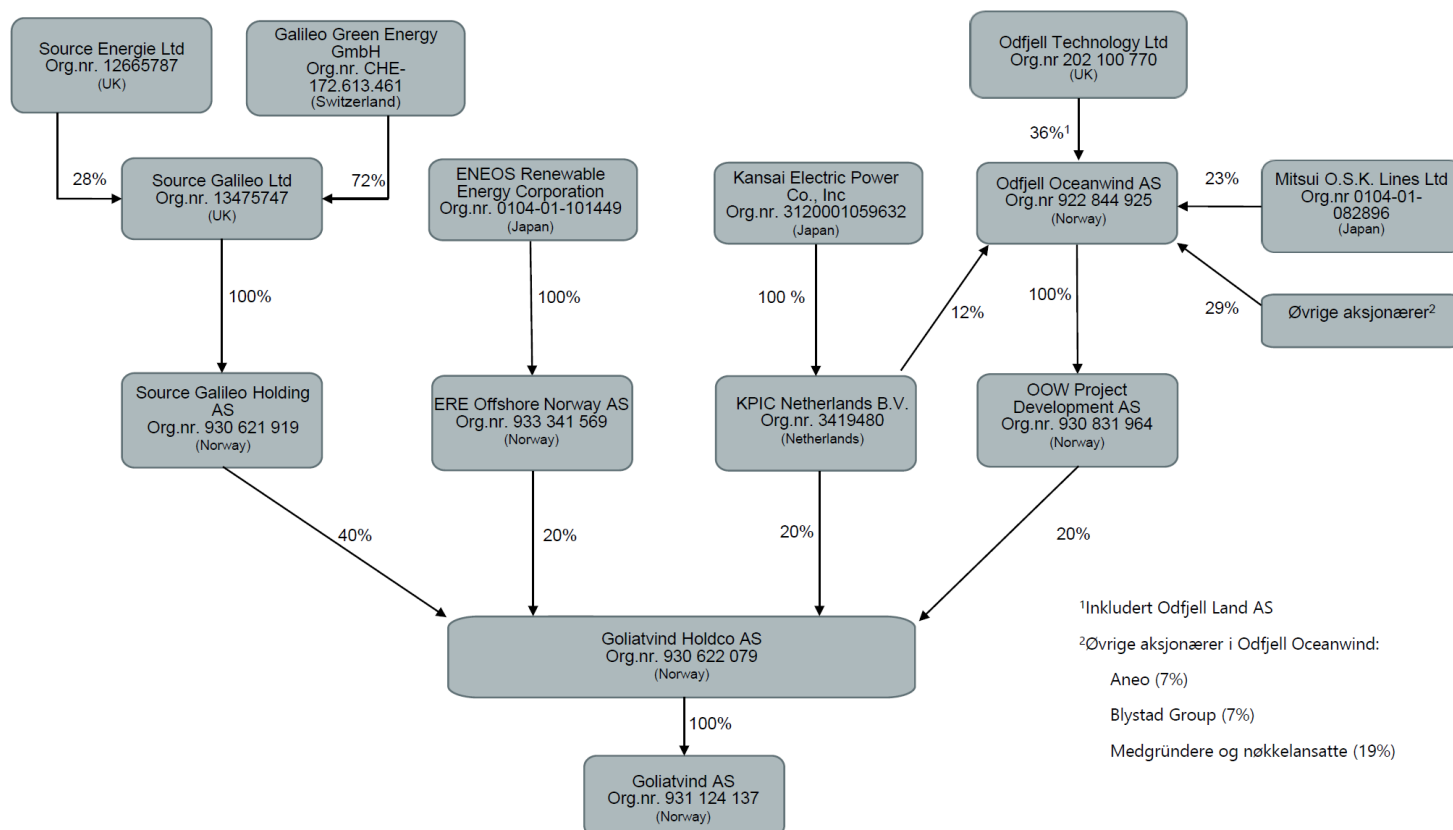 Source Energie Ltd
Org.nr. 12665787
(UK)
Galileo Green Energy
GmbH
Org.nr. CHE-
172.613.461
(Switzerland)
Odfjell Technology Ltd
Org.nr 202 100 770
(UK)
36%¹
28%
Source Galileo Ltd
Org.nr. 13475747
(UK)
72%
ENEOS Renewable
Energy Corporation
Org.nr 0104-01-101449
(Japan)
Kansai Electric Power
Co., Inc
Org.nr. 3120001059632
(Japan)
Odfjell Oceanwind AS
Org.nr 922 844 925
(Norway)
23%
Mitsui O.S.K. Lines Ltd
Org.nr 0104-01-
082896
(Japan)
100%
100%
100 %
12%
100%
29%
Øvrige aksjonærer²
Source Galileo Holding
AS
Org.nr. 930 621 919
(Norway)
ERE Offshore Norway AS
Org.nr. 933 341 569
(Norway)
KPIC Netherlands B.V.
Org.nr. 3419480
(Netherlands)
OOW Project
Development AS
Org.nr. 930 831 964
(Norway)
40%
20%
20%
20%
Goliatvind Holdco AS
Org.nr. 930 622 079
(Norway)
100%
Goliatvind AS
Org.nr. 931 124 137
(Norway)
¹Inkludert Odfjell Land AS
²Øvrige aksjonærer i Odfjell Oceanwind:
Aneo (7%)
Blystad Group (7%)
Medgründere og nøkkelansatte (19%)